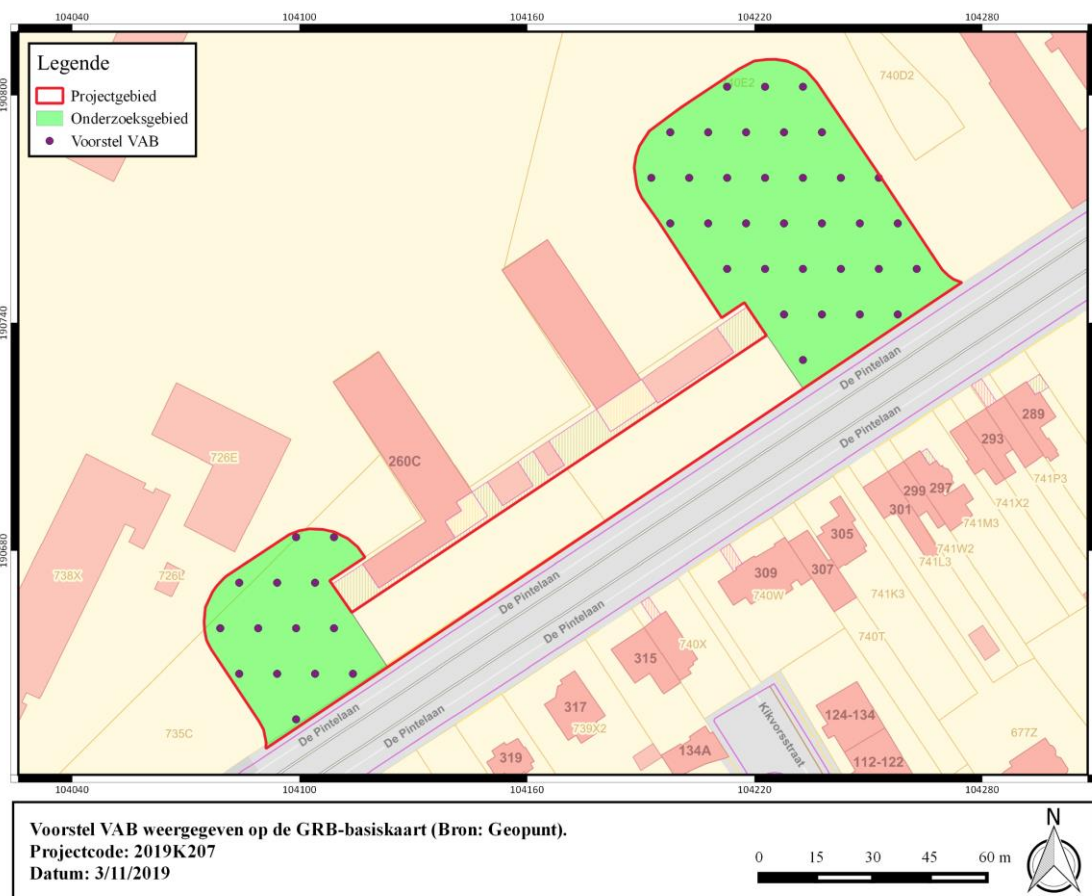 104040 104100 104160 104220 104280
190800
190740
190680
Legende
Projectgebied
Onderzoeksgebied
Voorstel VAB
740D2
De Pintelaan
De Pintelaan
289
293
741P3
299
297
301
741X2
741M3
305
741W2
741L3
307
309
740W
741K3
260C
726E
738X
726L
De Pintelaan
De Pintelaan
740T
315
740X
317
739X2
735C
De Pintelaan
De Pintelaan
319
134A
Kikvorsstraat
124-134
112-122
677Z
104040 104100 104160 104220 104280
Voorstel VAB weergegeven op de GRB-basiskaart (Bron: Geopunt).
Projectcode: 2019K207
Datum: 3/11/2019
0 15 30 45 60 m
N